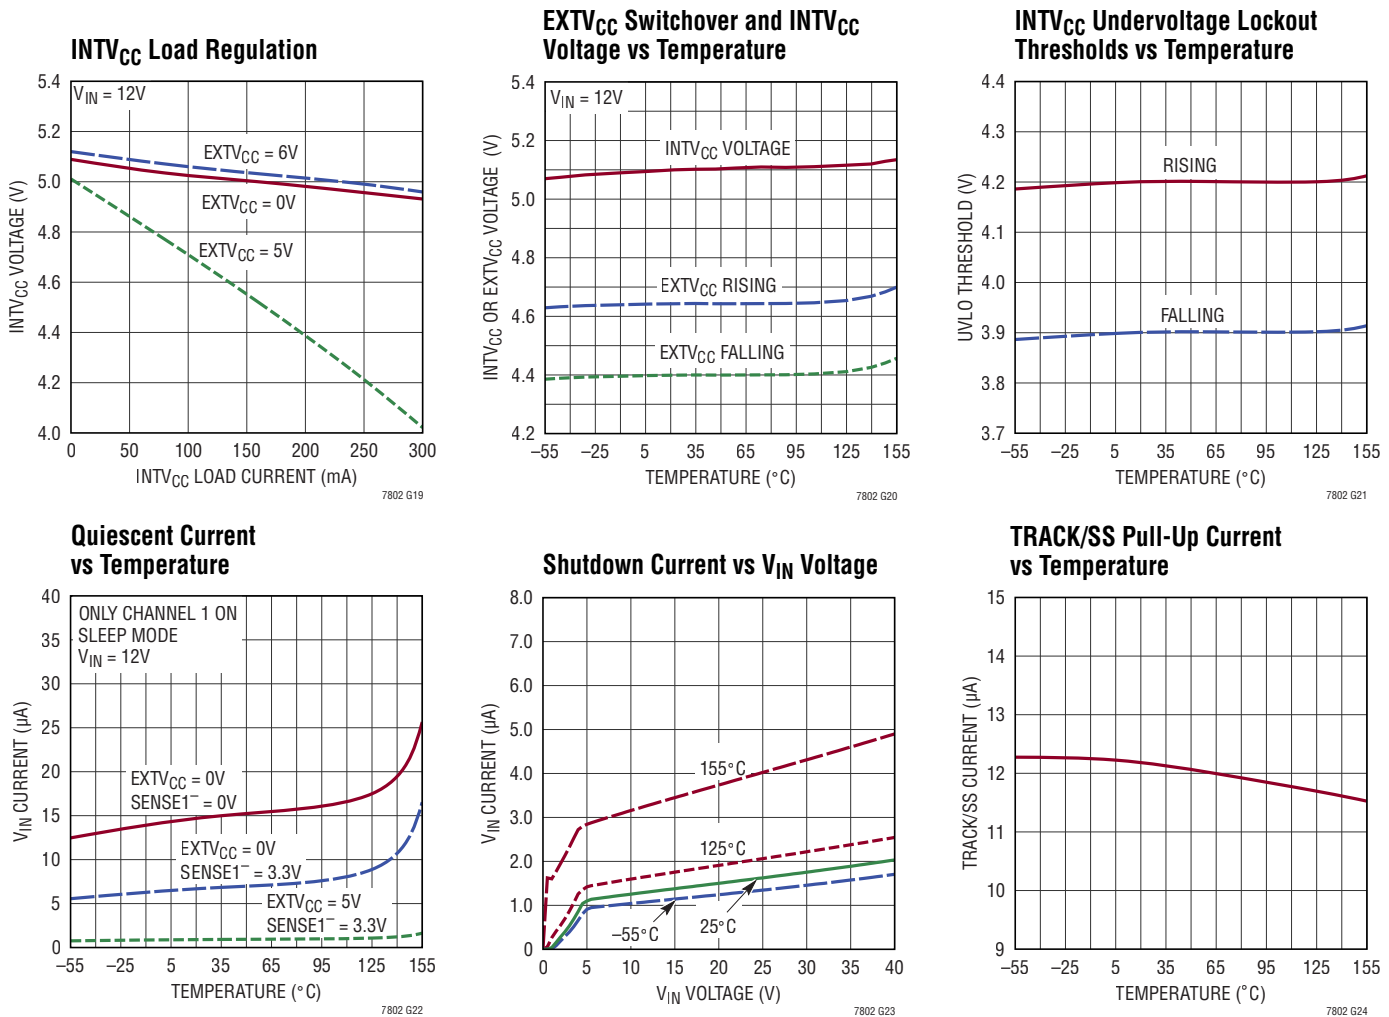 INTVCC Load Regulation
5.4
5.2
5.0
4.8
4.6
4.4
4.2
4.0
INTVCC VOLTAGE (V)
VIN = 12V
EXTVCC = 6V
EXTVCC = 0V
EXTVCC = 5V
0 50 100 150 200 250 300
INTVCC LOAD CURRENT (mA)
7802 G19
EXTVCC Switchover and INTVCC
Voltage vs Temperature
5.4
5.2
5.0
4.8
4.6
4.4
4.2
INTVCC OR EXTVCC VOLTAGE (V)
VIN = 12V
INTVCC VOLTAGE
EXTVCC RISING
EXTVCC FALLING
–55 –25 5 35 65 95 125 155
TEMPERATURE (°C)
7802 G20
INTVCC Undervoltage Lockout
Thresholds vs Temperature
4.4
4.3
4.2
4.1
4.0
3.9
3.8
3.7
UVLO THRESHOLD (V)
RISING
FALLING
–55 –25 5 35 65 95 125 155
TEMPERATURE (°C)
7802 G21
Quiescent Current
vs Temperature
40
35
30
25
20
15
10
5
0
VIN CURRENT (µA)
ONLY CHANNEL 1 ON
SLEEP MODE
VIN = 12V
EXTVCC = 0V
SENSE1⁻ = 0V
EXTVCC = 0V
SENSE1⁻ = 3.3V
EXTVCC = 5V
SENSE1⁻ = 3.3V
–55 –25 5 35 65 95 125 155
TEMPERATURE (°C)
7802 G22
Shutdown Current vs VIN Voltage
8.0
7.0
6.0
5.0
4.0
3.0
2.0
1.0
0
VIN CURRENT (µA)
155°C
125°C
–55°C
25°C
0 5 10 15 20 25 30 35 40
VIN VOLTAGE (V)
7802 G23
TRACK/SS Pull-Up Current
vs Temperature
15
14
13
12
11
10
9
TRACK/SS CURRENT (µA)
–55 –25 5 35 65 95 125 155
TEMPERATURE (°C)
7802 G24